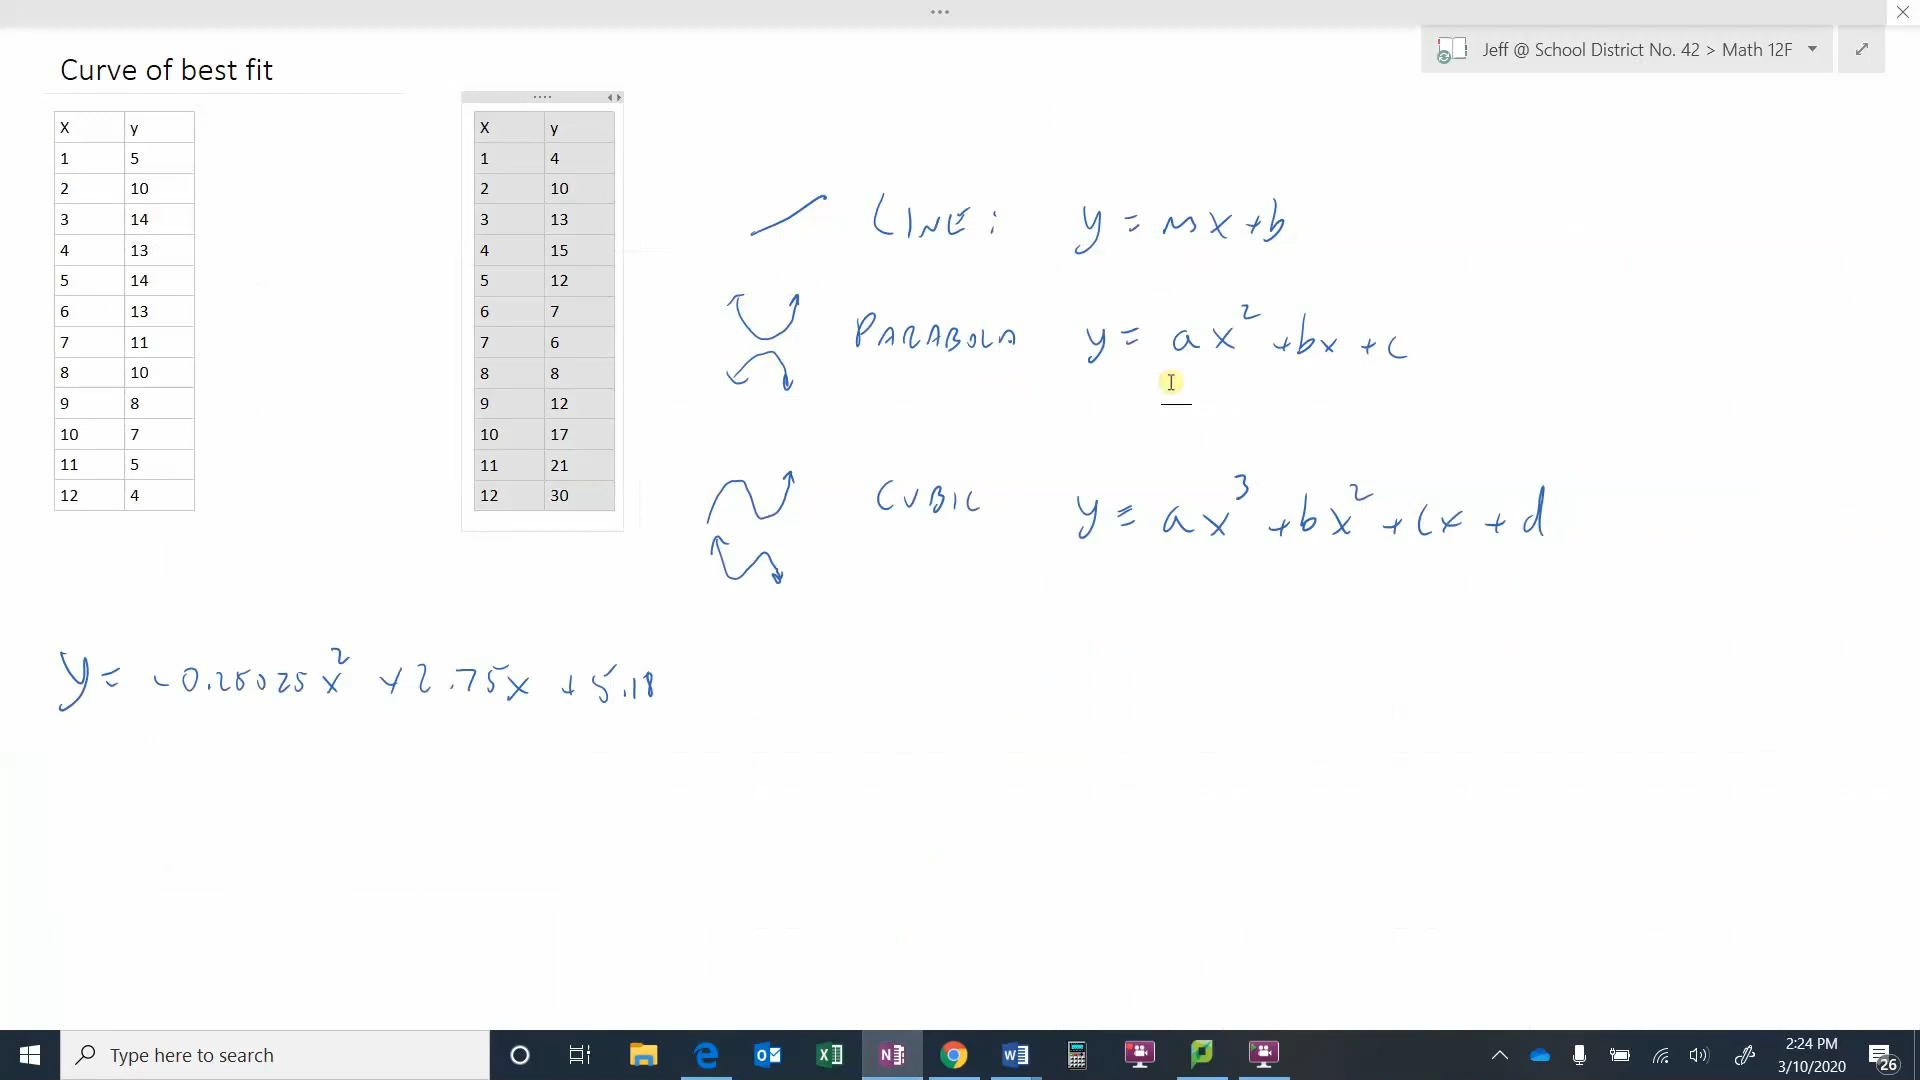 Jeff @ School District No. 42 > Math 12F
Curve of best fit
X y
1 5
2 10
3 14
4 13
5 14
6 13
7 11
8 10
9 8
10 7
11 5
12 4
X y
1 4
2 10
3 13
4 15
5 12
6 7
7 6
8 8
9 12
10 17
11 21
12 30
LINE: y = mx + b
PARABOLA y = ax² + bx + c
CUBIC y = ax³ + bx² + cx + d
y = -0.25025x² + 2.75x + 5.18
Type here to search
2:24 PM
3/10/2020
26